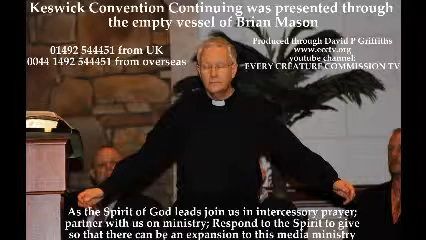 Keswick Convention Continuing was presented through
the empty vessel of Brian Mason
01492 544451 from UK
0044 1492 544451 from overseas
Produced through David P Griffiths
www.ecctv.org
youtube channel:
EVERY CREATURE COMMISSION TV
As the Spirit of God leads join us in intercessory prayer;
partner with us on ministry; Respond to the Spirit to give
so that there can be an expansion to this media ministry